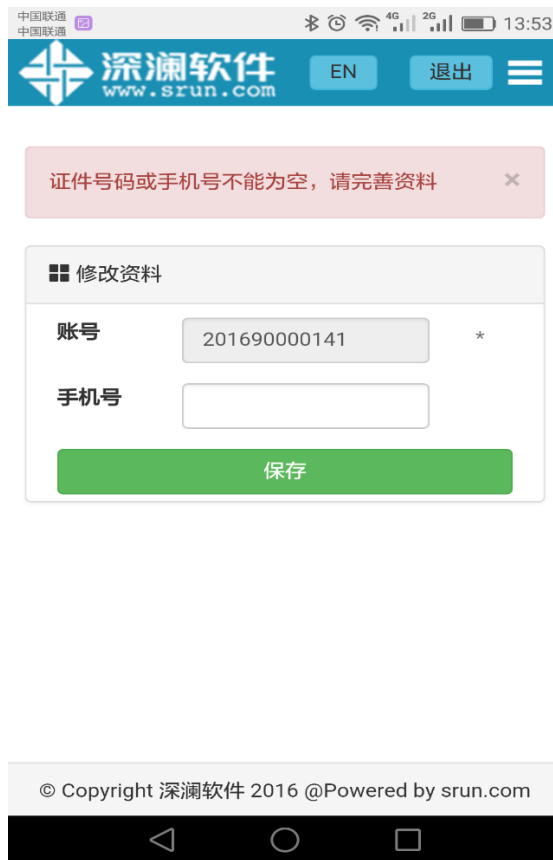 中国联通
中国联通
4G 2G 13:53
深澜软件 EN 退出
www.srun.com
证件号码或手机号不能为空，请完善资料 ×
修改资料
账号 201690000141 *
手机号
保存
© Copyright 深澜软件 2016 @Powered by srun.com